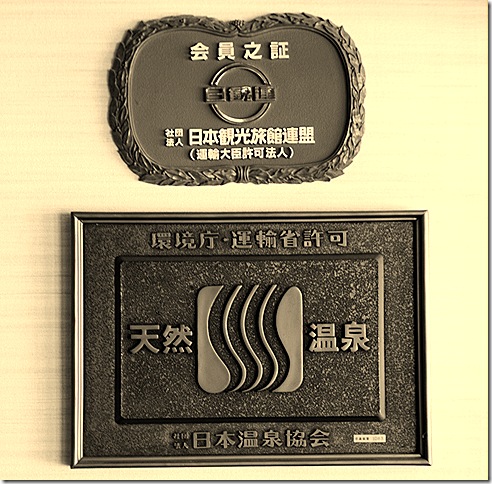 会員之証
日観連
社団法人 日本観光旅館連盟
(運輸大臣許可法人)
環境庁・運輸省許可
天然 温泉
社団法人 日本温泉協会